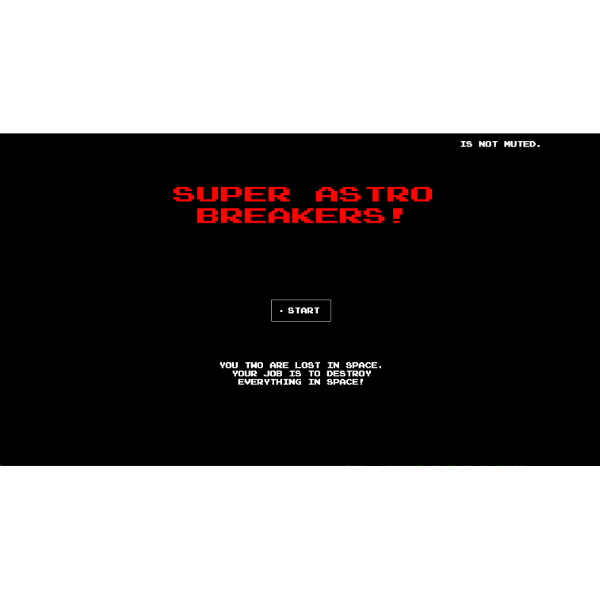 IS NOT MUTED.
SUPER ASTRO
BREAKERS!
• START
YOU TWO ARE LOST IN SPACE.
YOUR JOB IS TO DESTROY
EVERYTHING IN SPACE!